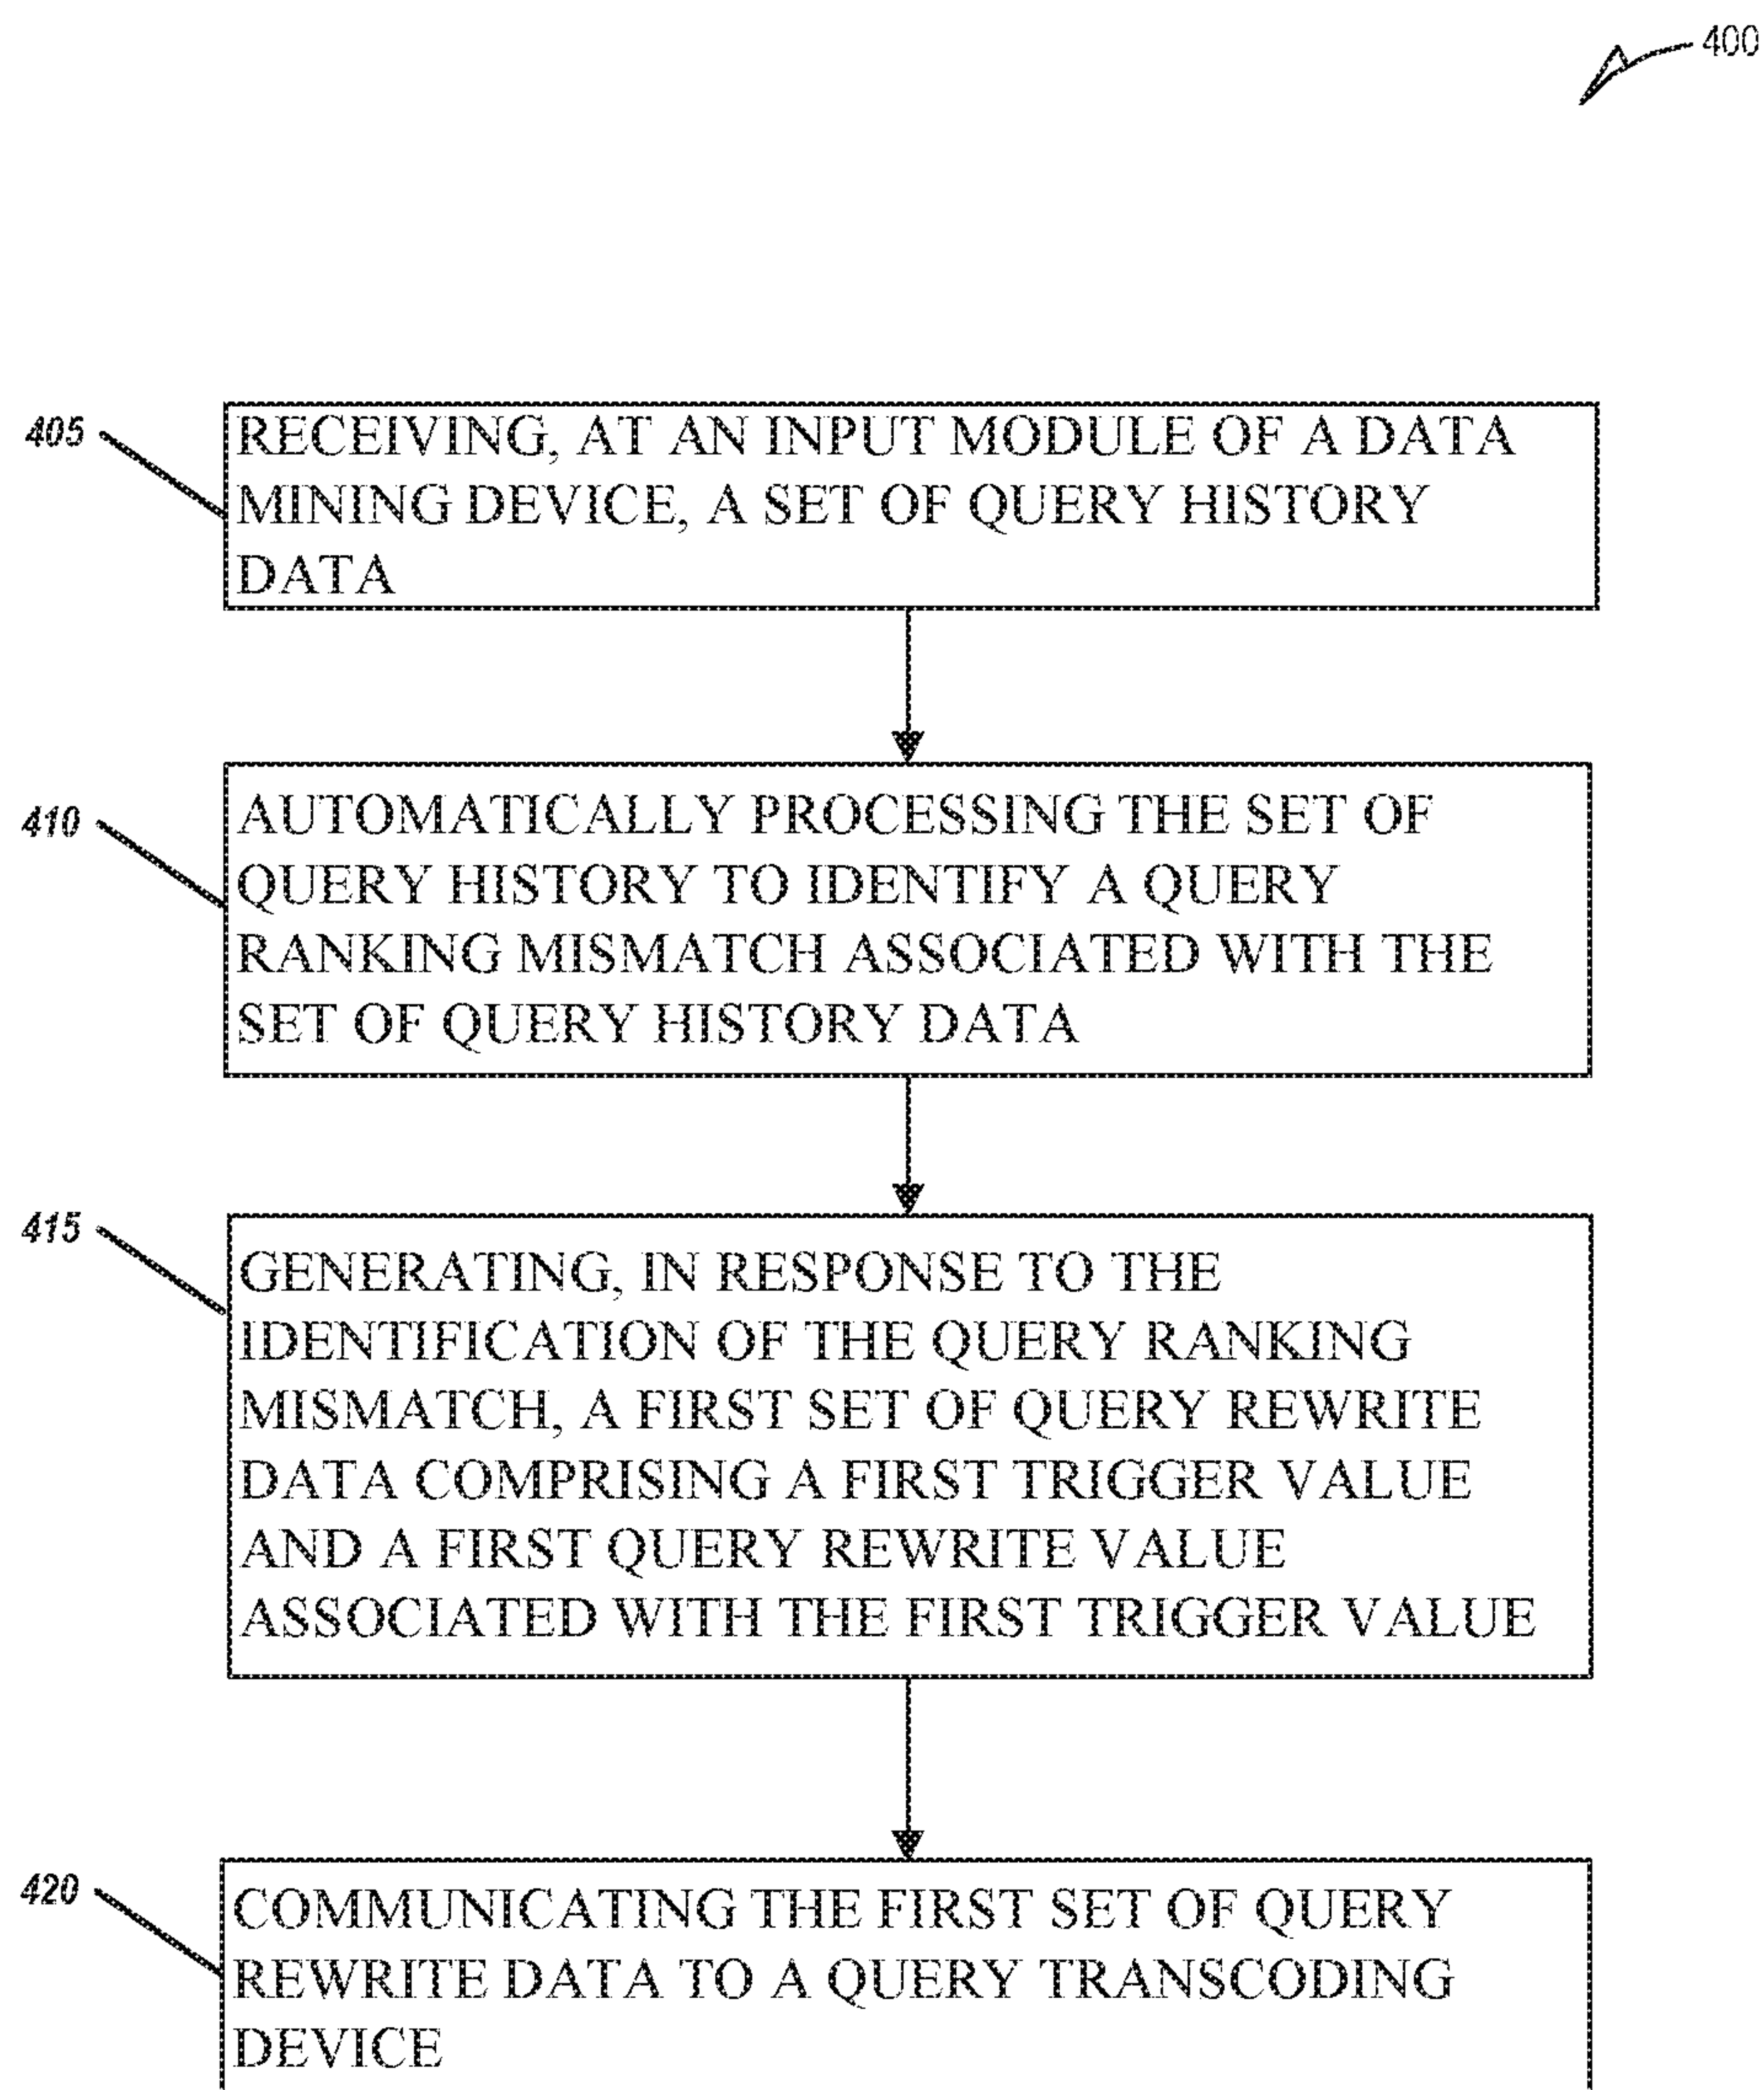 400
405
RECEIVING, AT AN INPUT MODULE OF A DATA
MINING DEVICE, A SET OF QUERY HISTORY
DATA
410
AUTOMATICALLY PROCESSING THE SET OF
QUERY HISTORY TO IDENTIFY A QUERY
RANKING MISMATCH ASSOCIATED WITH THE
SET OF QUERY HISTORY DATA
415
GENERATING, IN RESPONSE TO THE
IDENTIFICATION OF THE QUERY RANKING
MISMATCH, A FIRST SET OF QUERY REWRITE
DATA COMPRISING A FIRST TRIGGER VALUE
AND A FIRST QUERY REWRITE VALUE
ASSOCIATED WITH THE FIRST TRIGGER VALUE
420
COMMUNICATING THE FIRST SET OF QUERY
REWRITE DATA TO A QUERY TRANSCODING
DEVICE